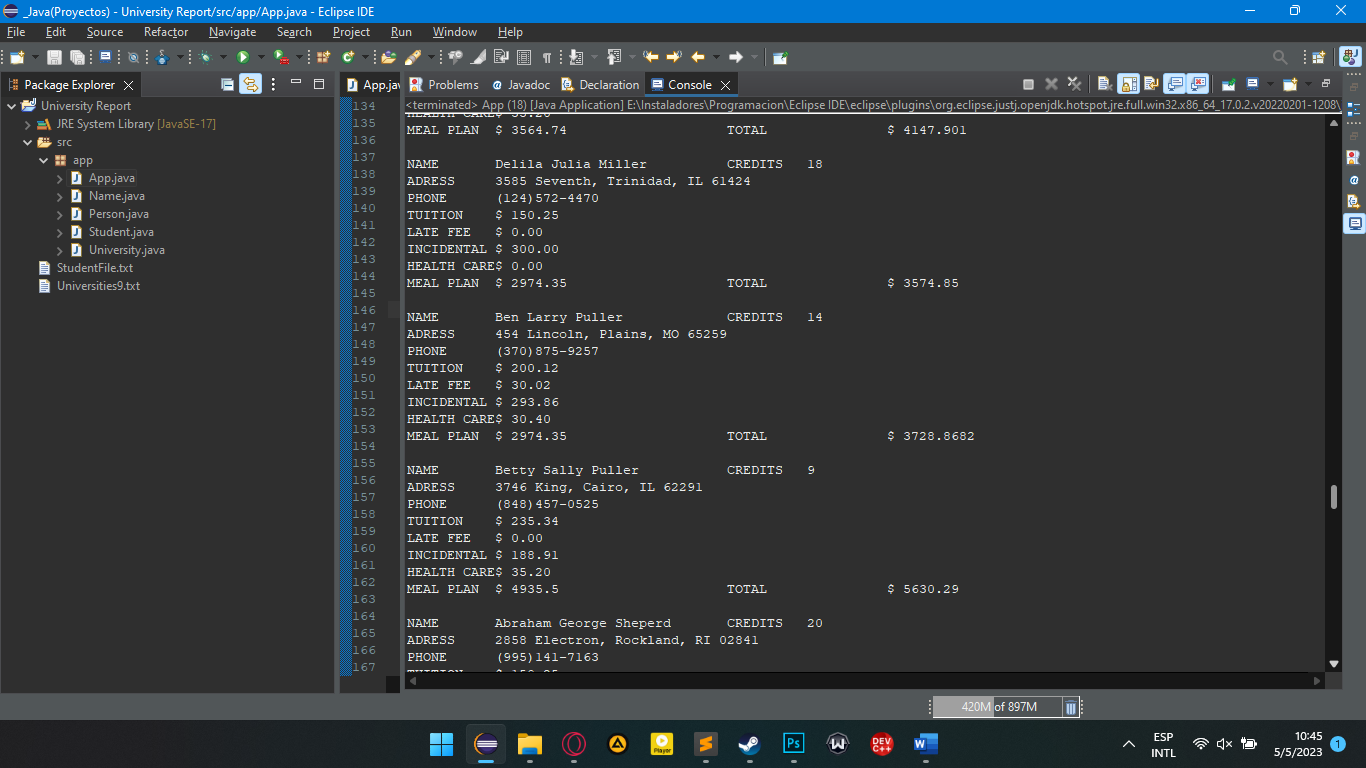 _Java(Proyectos) - University Report/src/app/App.java - Eclipse IDE
File Edit Source Refactor Navigate Search Project Run Window Help
Package Explorer
University Report
JRE System Library [JavaSE-17]
src
app
App.java
Name.java
Person.java
Student.java
University.java
StudentFile.txt
Universities9.txt
App.jav
134
135
136
137
138
139
140
141
142
143
144
145
146
147
148
149
150
151
152
153
154
155
156
157
158
159
160
161
162
163
164
165
166
167
Problems Javadoc Declaration Console
<terminated> App (18) [Java Application] E:\Instaladores\Programacion\Eclipse IDE\eclipse\plugins\org.eclipse.justj.openjdk.hotspot.jre.full.win32.x86_64_17.0.2.v20220201-1208\
HEALTH CARE$ 35.20
MEAL PLAN $ 3564.74 TOTAL $ 4147.901
NAME Delila Julia Miller CREDITS 18
ADRESS 3585 Seventh, Trinidad, IL 61424
PHONE (124)572-4470
TUITION $ 150.25
LATE FEE $ 0.00
INCIDENTAL $ 300.00
HEALTH CARE$ 0.00
MEAL PLAN $ 2974.35 TOTAL $ 3574.85
NAME Ben Larry Puller CREDITS 14
ADRESS 454 Lincoln, Plains, MO 65259
PHONE (370)875-9257
TUITION $ 200.12
LATE FEE $ 30.02
INCIDENTAL $ 293.86
HEALTH CARE$ 30.40
MEAL PLAN $ 2974.35 TOTAL $ 3728.8682
NAME Betty Sally Puller CREDITS 9
ADRESS 3746 King, Cairo, IL 62291
PHONE (848)457-0525
TUITION $ 235.34
LATE FEE $ 0.00
INCIDENTAL $ 188.91
HEALTH CARE$ 35.20
MEAL PLAN $ 4935.5 TOTAL $ 5630.29
NAME Abraham George Sheperd CREDITS 20
ADRESS 2858 Electron, Rockland, RI 02841
PHONE (995)141-7163
420M of 897M
Player
Ps
DEV C++
W
ESP
INTL
10:45
5/5/2023
1